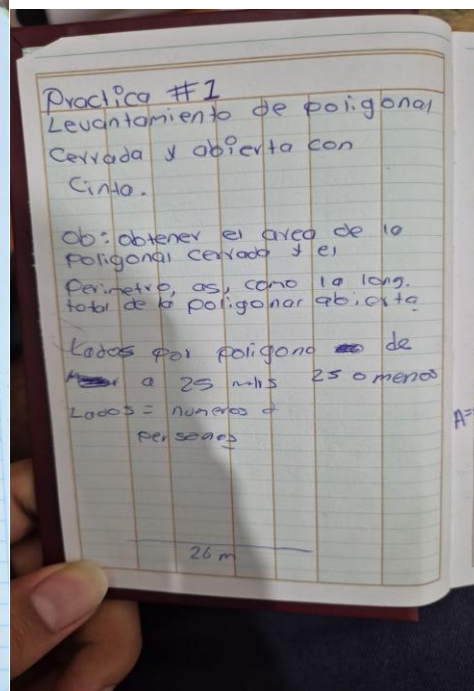 Practica #1
Levantamiento de poligonal
Cerrada y abierta con
Cinta.
Ob: obtener el area de la
poligonal cerrada y el
perimetro, asi, como la long.
total de la poligonal abierta
Lados por poligono de
a 25 mts 25 o menos
Lados = numeros d
personas
26 m
A=